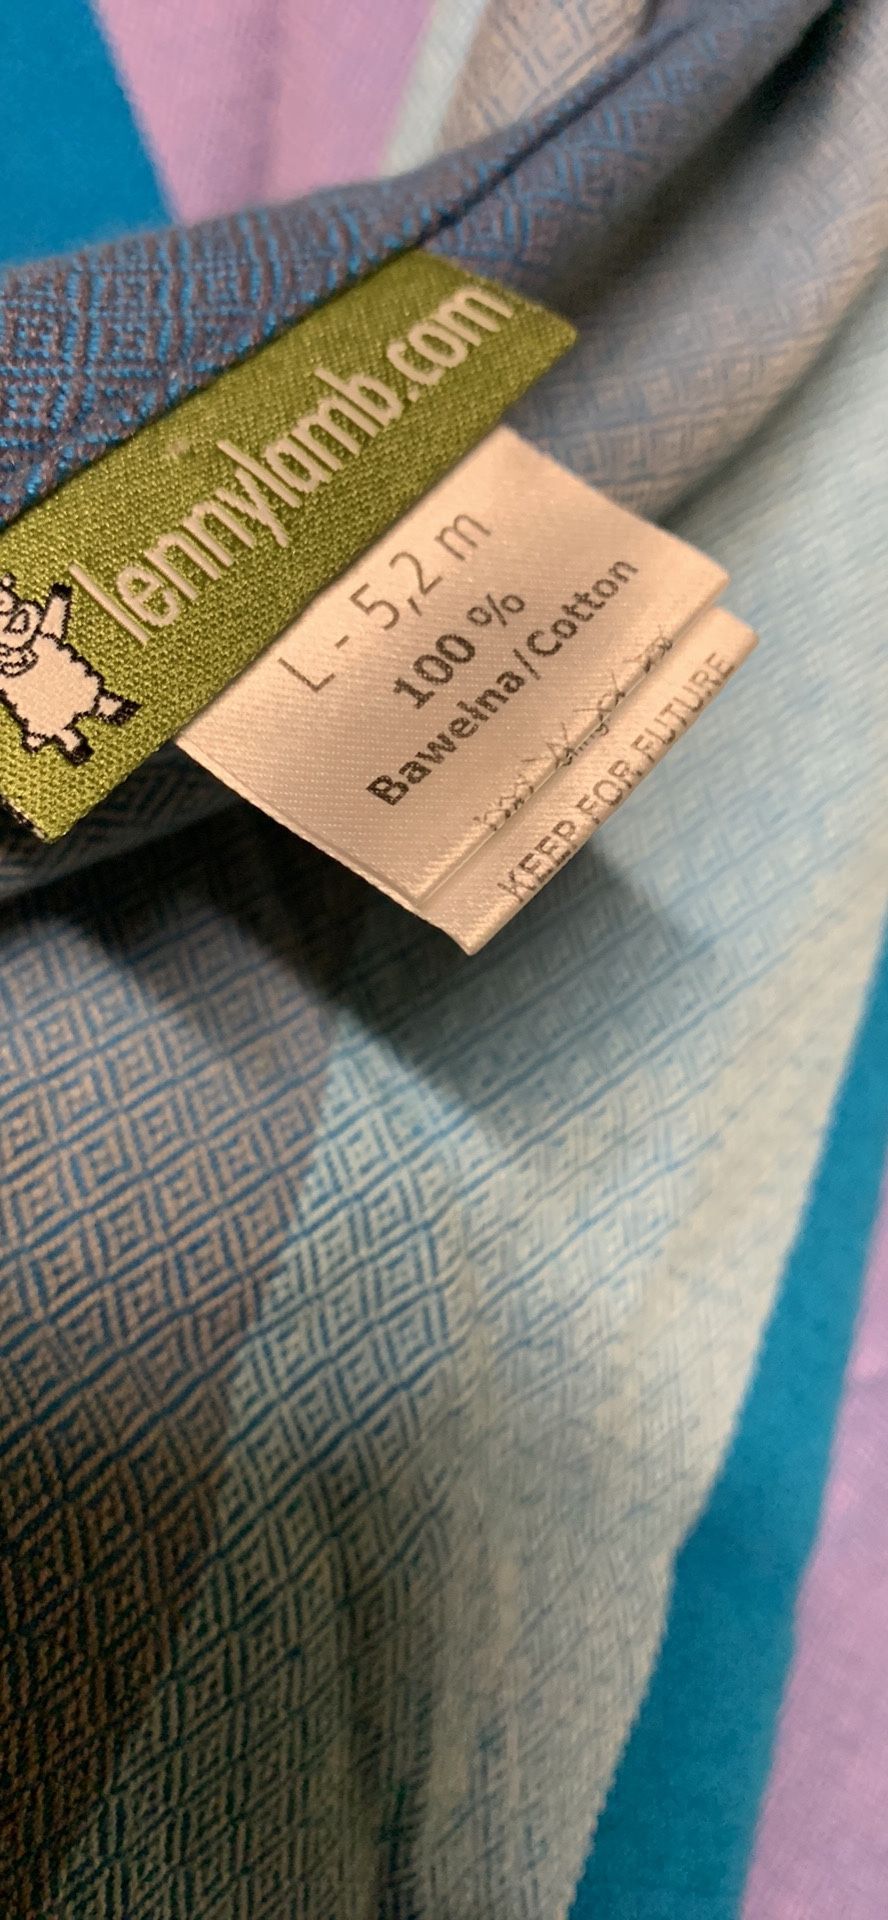 lennylamb.com
L - 5,2 m
100 %
Bawełna/Cotton
KEEP FOR FUTURE